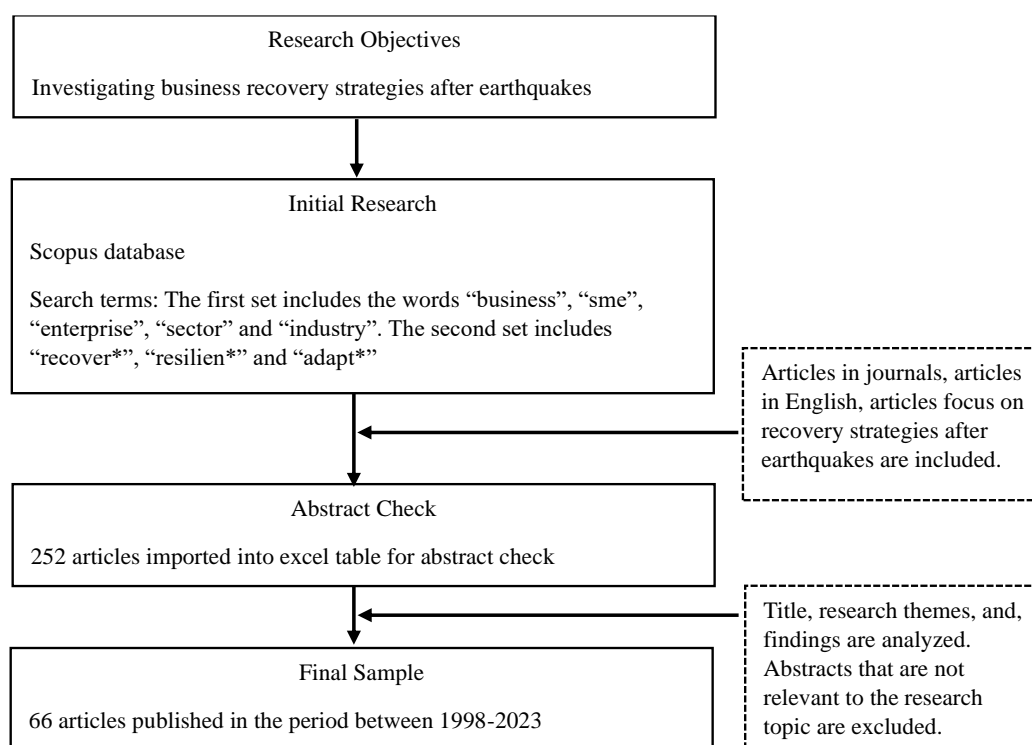 Research Objectives
Investigating business recovery strategies after earthquakes
Initial Research
Scopus database
Search terms: The first set includes the words “business”, “sme”,
“enterprise”, “sector” and “industry”. The second set includes
“recover*”, “resilien*” and “adapt*”
Articles in journals, articles
in English, articles focus on
recovery strategies after
earthquakes are included.
Abstract Check
252 articles imported into excel table for abstract check
Title, research themes, and,
findings are analyzed.
Abstracts that are not
relevant to the research
topic are excluded.
Final Sample
66 articles published in the period between 1998-2023